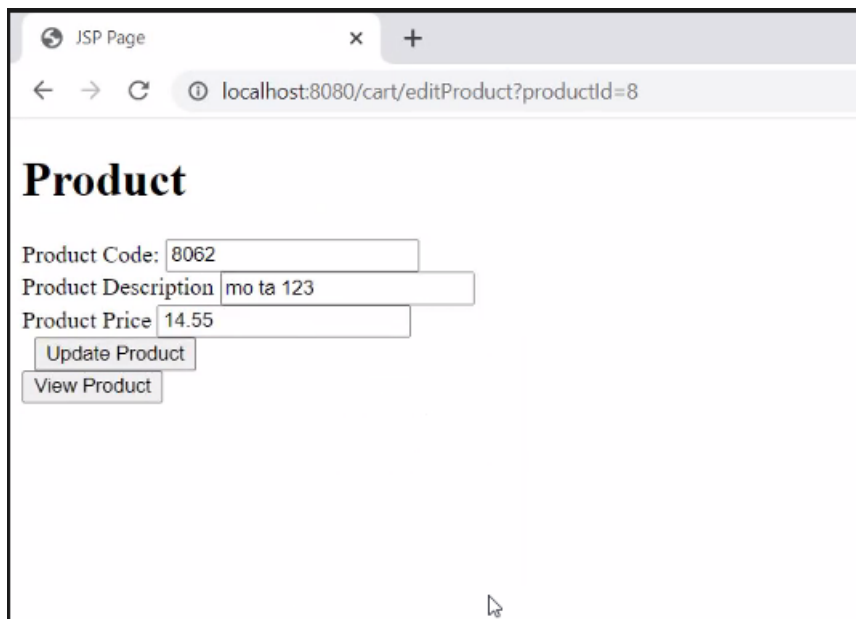 JSP Page
localhost:8080/cart/editProduct?productId=8
Product
Product Code: 8062
Product Description mo ta 123
Product Price 14.55
Update Product
View Product